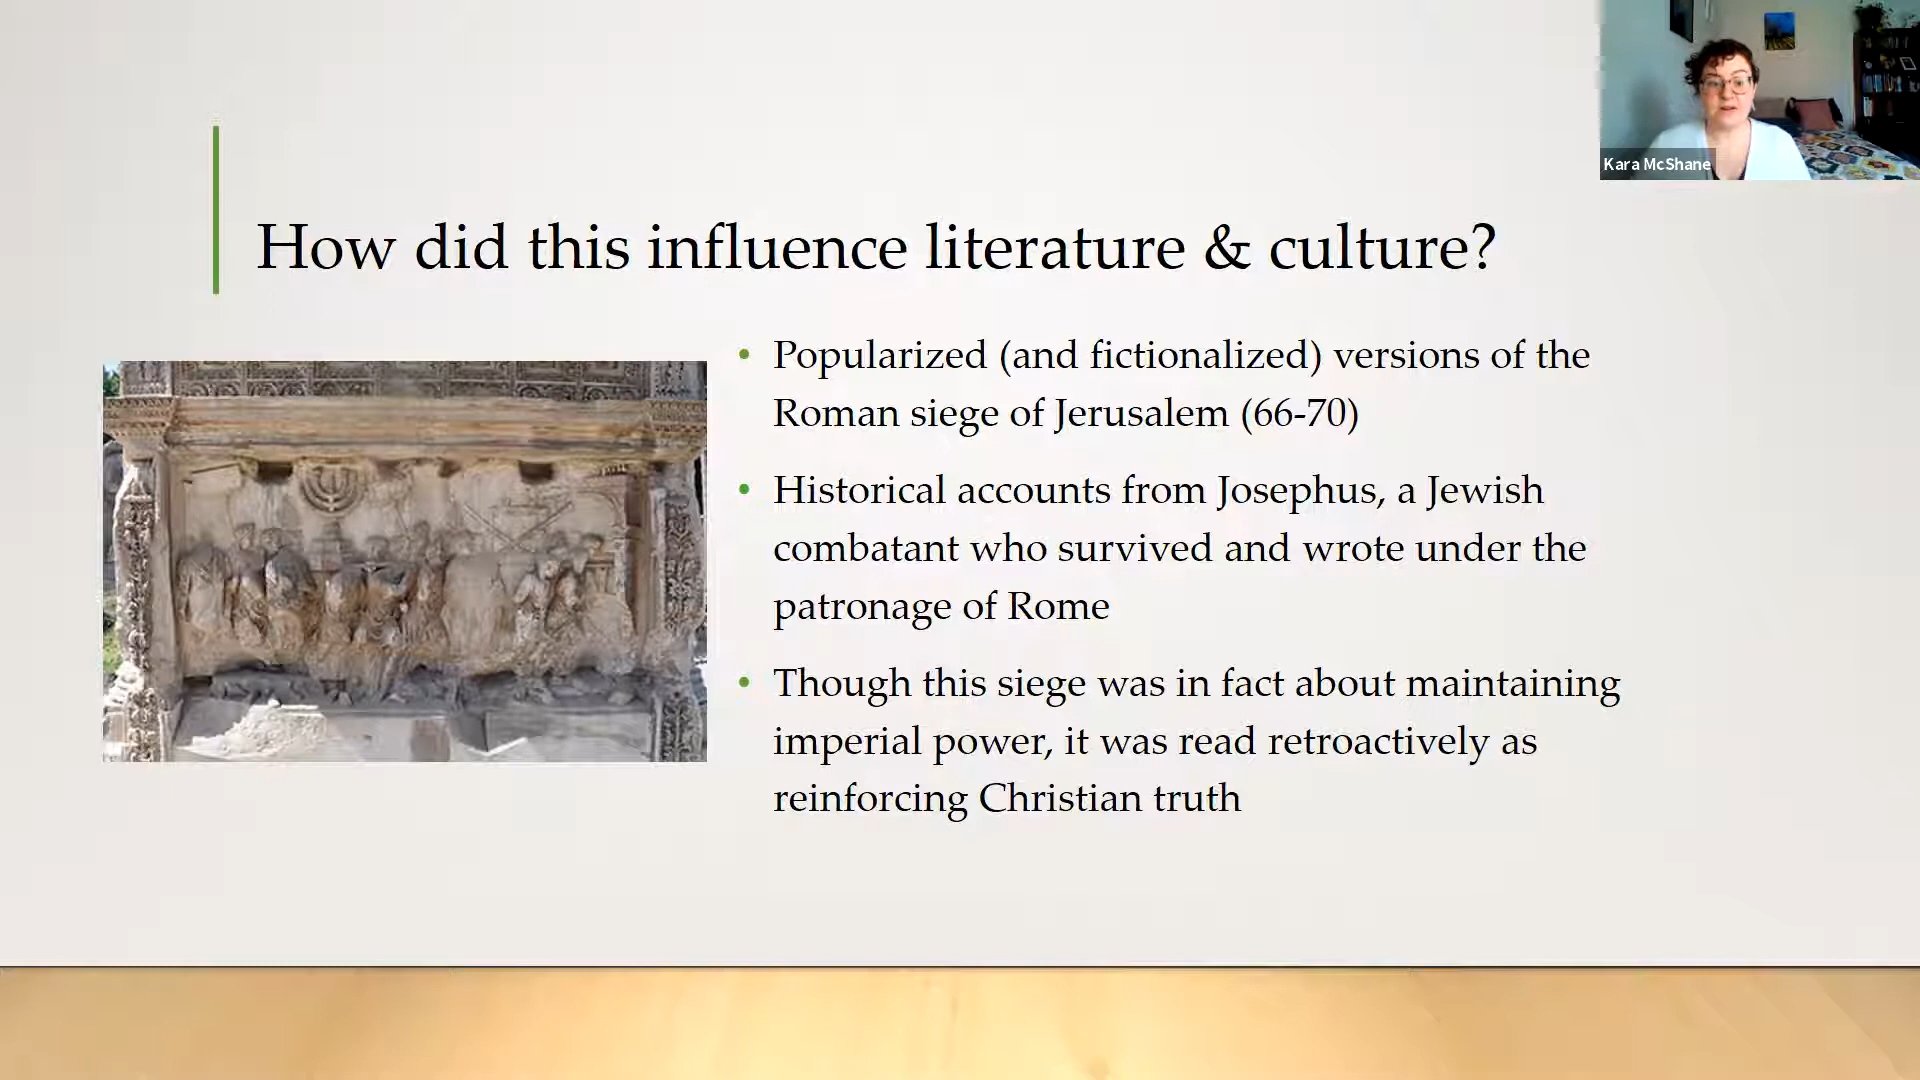 Kara McShane
How did this influence literature & culture?
• Popularized (and fictionalized) versions of the
Roman siege of Jerusalem (66-70)
• Historical accounts from Josephus, a Jewish
combatant who survived and wrote under the
patronage of Rome
• Though this siege was in fact about maintaining
imperial power, it was read retroactively as
reinforcing Christian truth